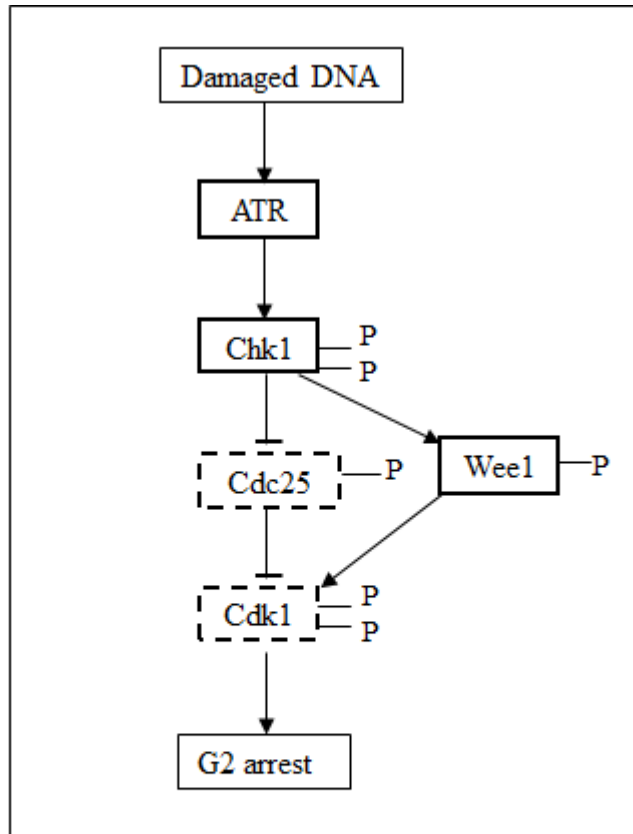 Damaged DNA
ATR
Chk1
P
P
Cdc25
P
Wee1
P
Cdk1
P
P
G2 arrest